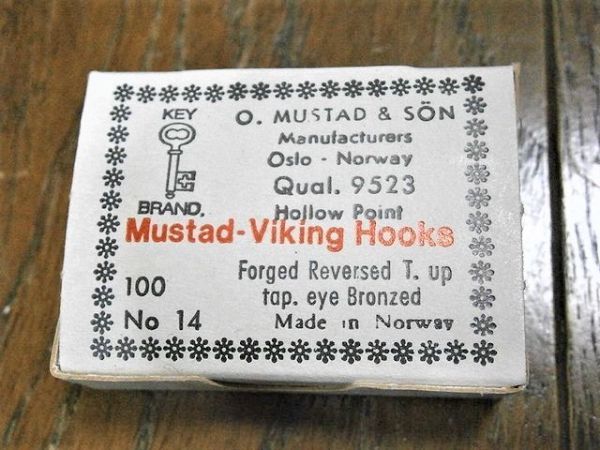 KEY
BRAND.
O. MUSTAD & SÖN
Manufacturers
Oslo - Norway
Qual. 9523
Hollow Point
Mustad-Viking Hooks
100
No 14
Forged Reversed T. up
tap. eye Bronzed
Made in Norway